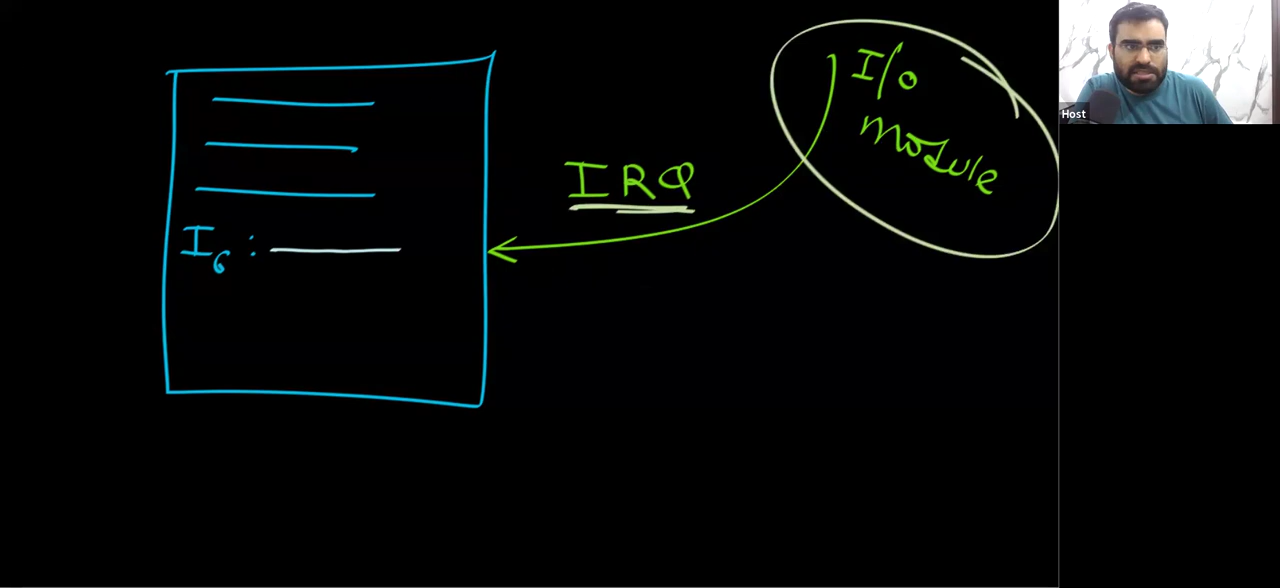 I/o
module
IRQ
I6 :
Host